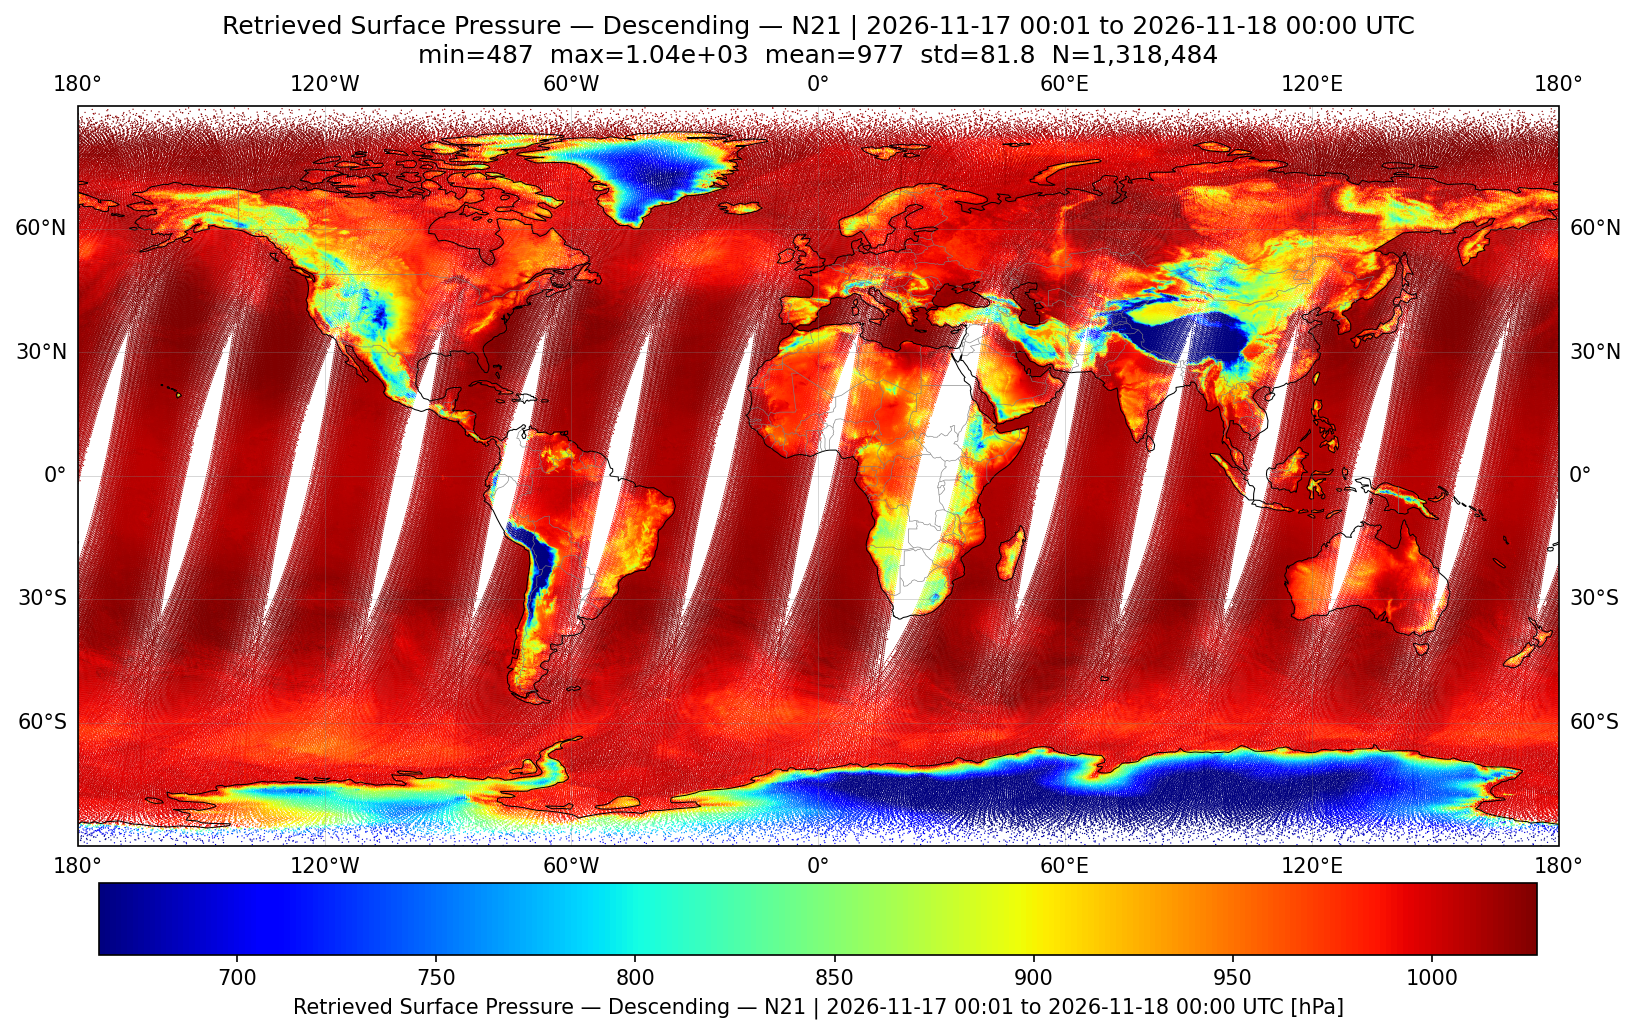 Retrieved Surface Pressure — Descending — N21 | 2026-11-17 00:01 to 2026-11-18 00:00 UTC
min=487 max=1.04e+03 mean=977 std=81.8 N=1,318,484
180° 120°W 60°W 0° 60°E 120°E 180°
60°N 60°N
30°N 30°N
0° 0°
30°S 30°S
60°S 60°S
180° 120°W 60°W 0° 60°E 120°E 180°
700 750 800 850 900 950 1000
Retrieved Surface Pressure — Descending — N21 | 2026-11-17 00:01 to 2026-11-18 00:00 UTC [hPa]